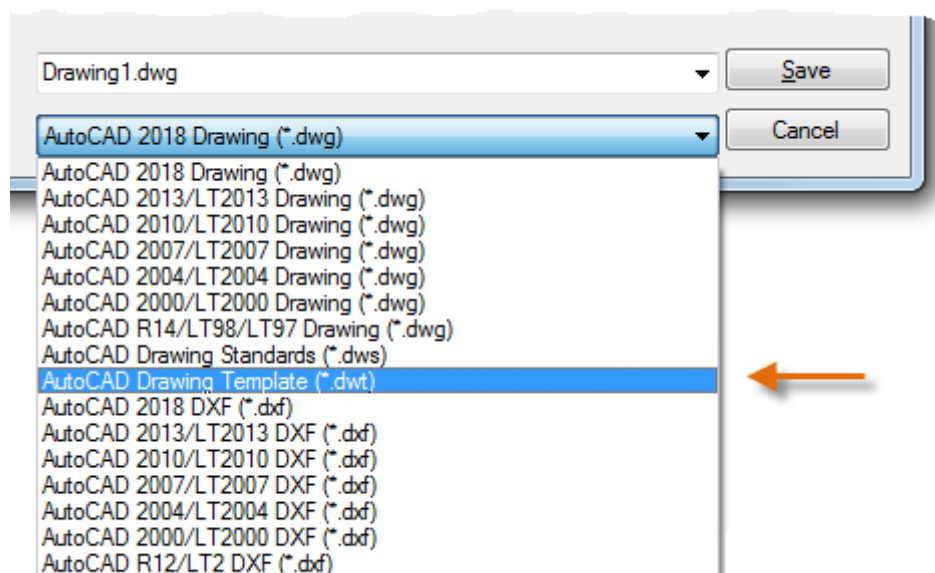 Drawing1.dwg
Save
AutoCAD 2018 Drawing (*.dwg)
Cancel
AutoCAD 2018 Drawing (*.dwg)
AutoCAD 2013/LT2013 Drawing (*.dwg)
AutoCAD 2010/LT2010 Drawing (*.dwg)
AutoCAD 2007/LT2007 Drawing (*.dwg)
AutoCAD 2004/LT2004 Drawing (*.dwg)
AutoCAD 2000/LT2000 Drawing (*.dwg)
AutoCAD R14/LT98/LT97 Drawing (*.dwg)
AutoCAD Drawing Standards (*.dws)
AutoCAD Drawing Template (*.dwt)
AutoCAD 2018 DXF (*.dxf)
AutoCAD 2013/LT2013 DXF (*.dxf)
AutoCAD 2010/LT2010 DXF (*.dxf)
AutoCAD 2007/LT2007 DXF (*.dxf)
AutoCAD 2004/LT2004 DXF (*.dxf)
AutoCAD 2000/LT2000 DXF (*.dxf)
AutoCAD R12/LT2 DXF (*.dxf)